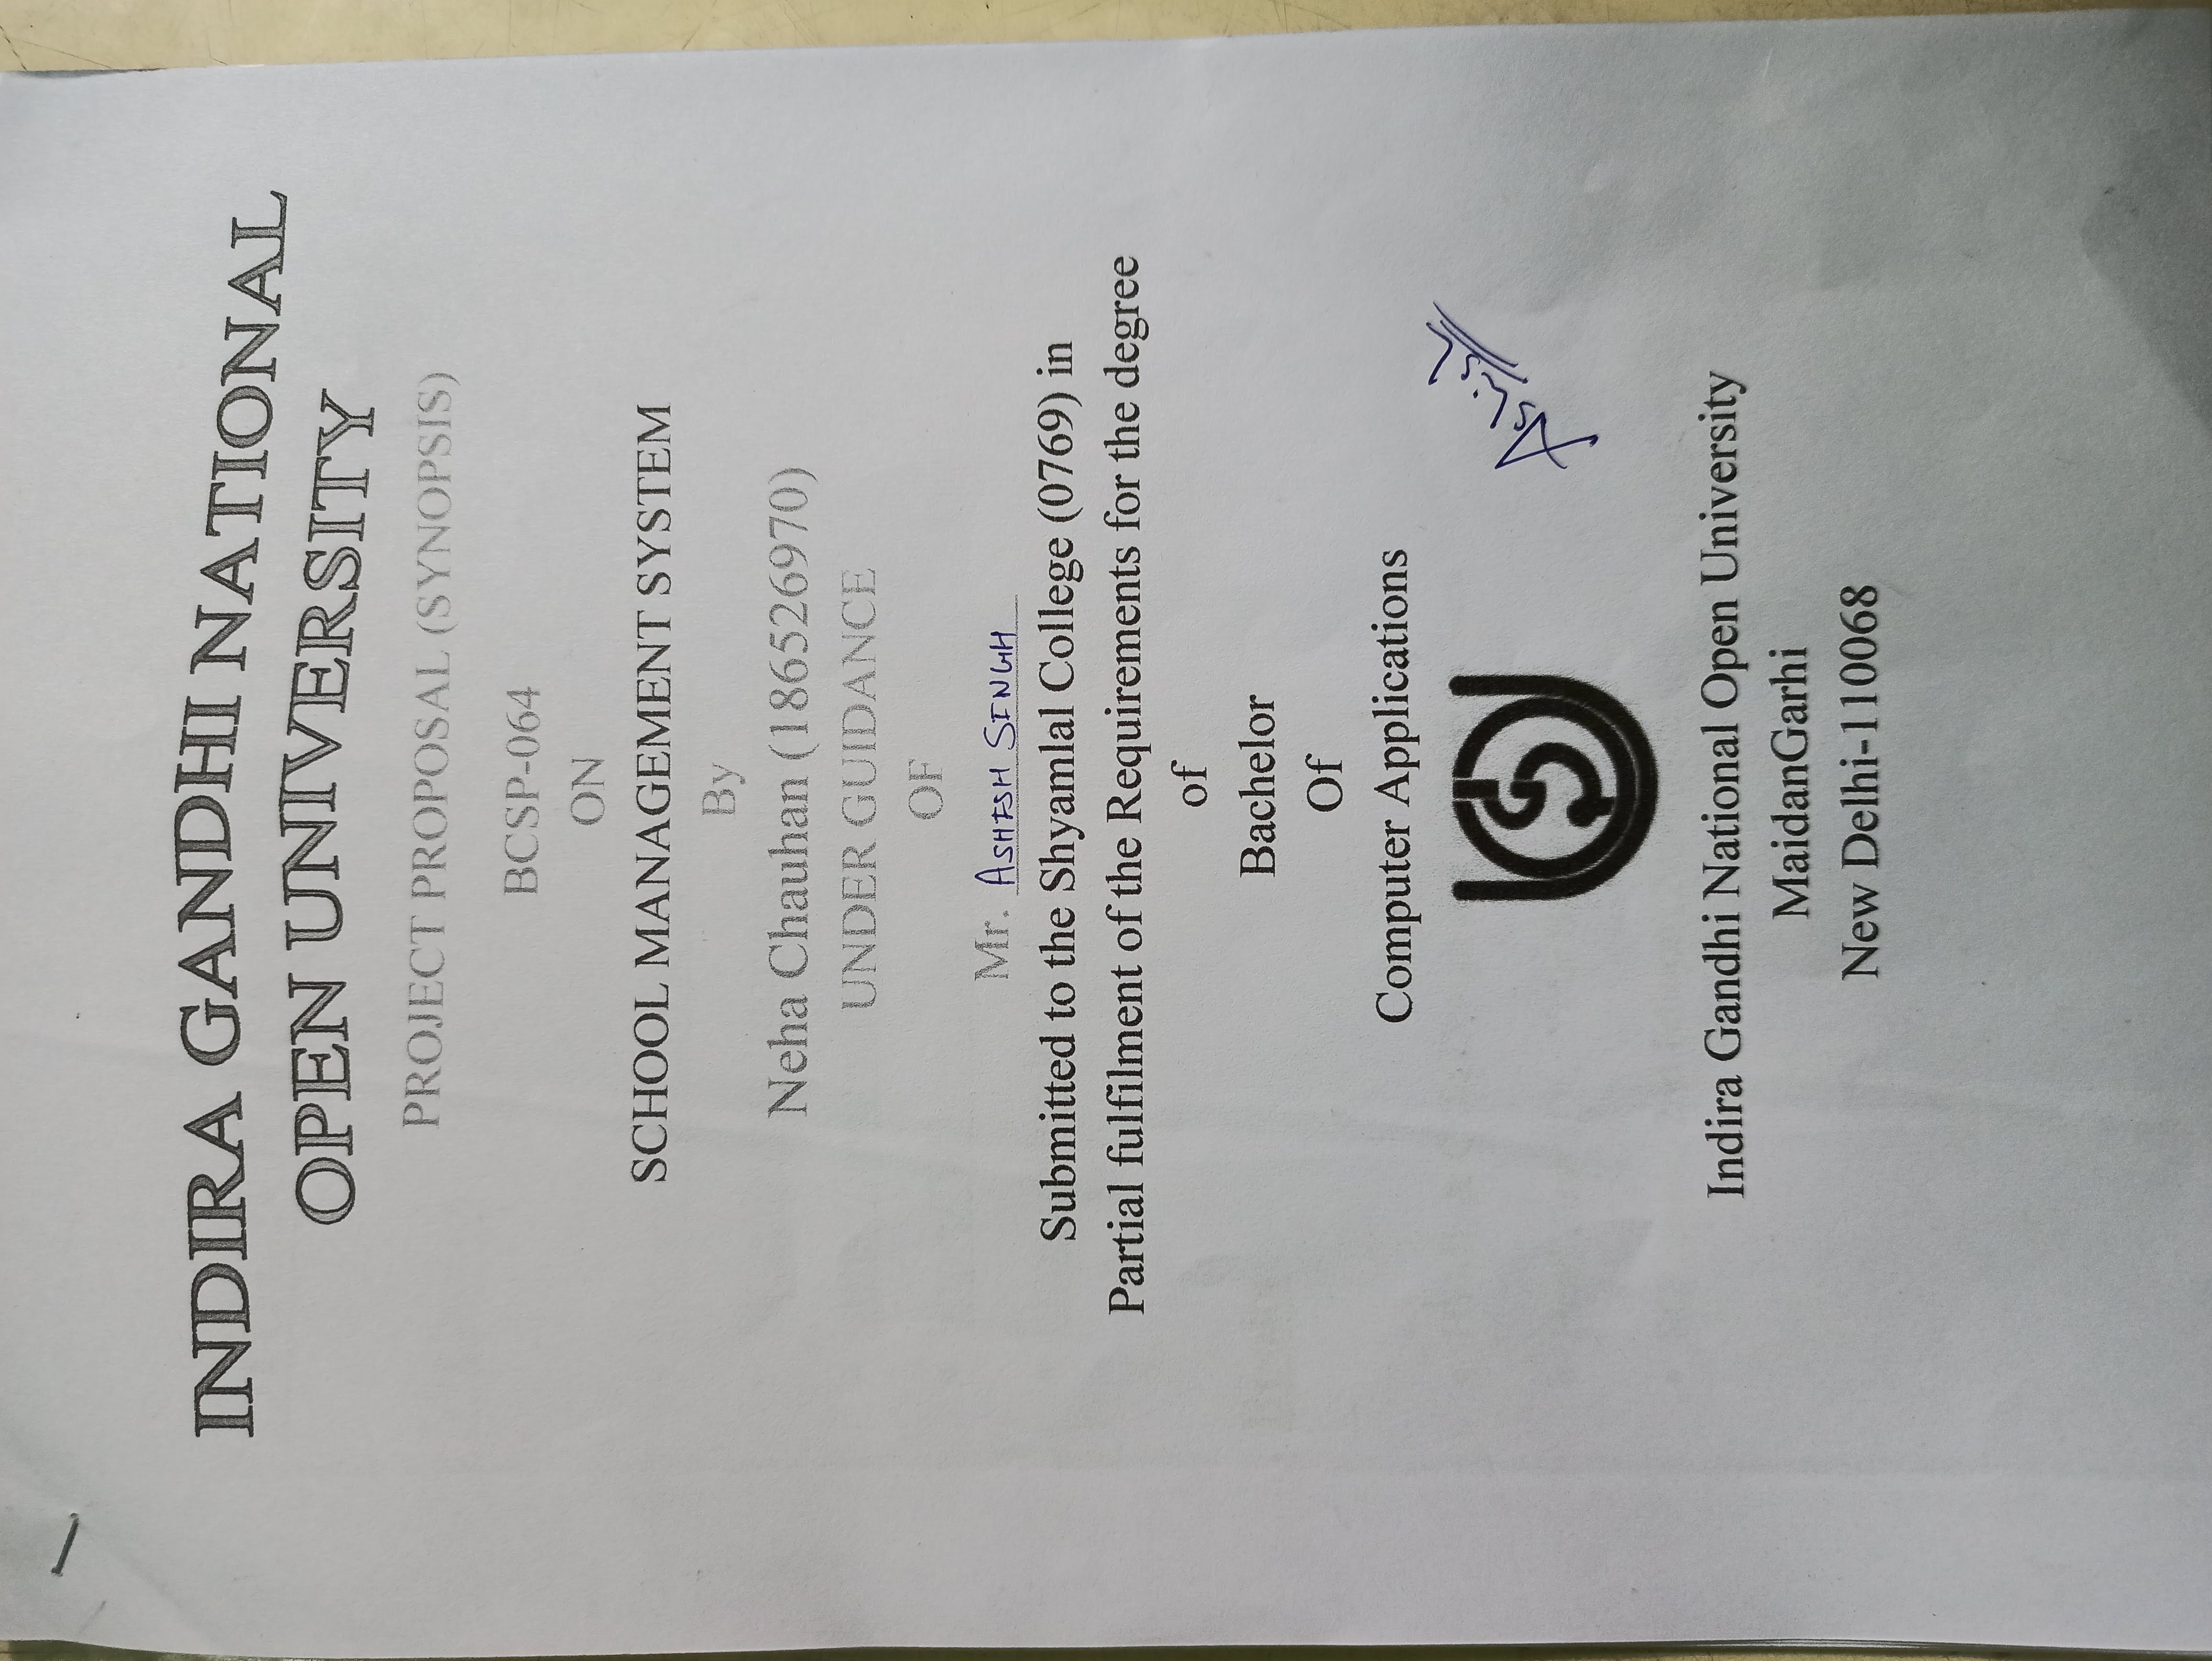 INDIRA GANDHI NATIONAL
OPEN UNIVERSITY
PROJECT PROPOSAL (SYNOPSIS)
BCSP-064
ON
SCHOOL MANAGEMENT SYSTEM
By
Neha Chauhan (186526970)
UNDER GUIDANCE
OF
Mr. ASHISH SINGH
Submitted to the Shyamlal College (0769) in
Partial fulfilment of the Requirements for the degree
of
Bachelor
Of
Computer Applications
Indira Gandhi National Open University
MaidanGarhi
New Delhi-110068